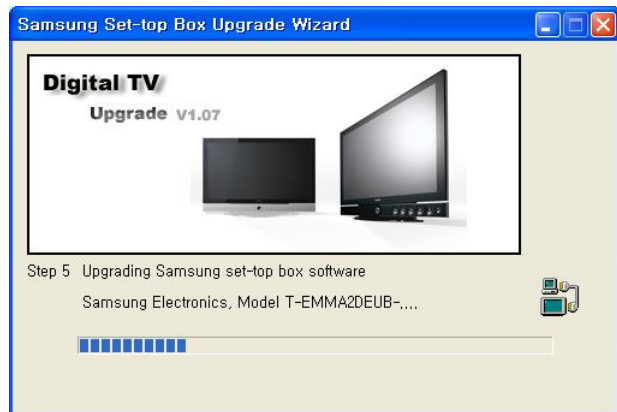 Samsung Set-top Box Upgrade Wizard
Digital TV
Upgrade V1.07
Step 5 Upgrading Samsung set-top box software
Samsung Electronics, Model T-EMMA2DEUB-,...